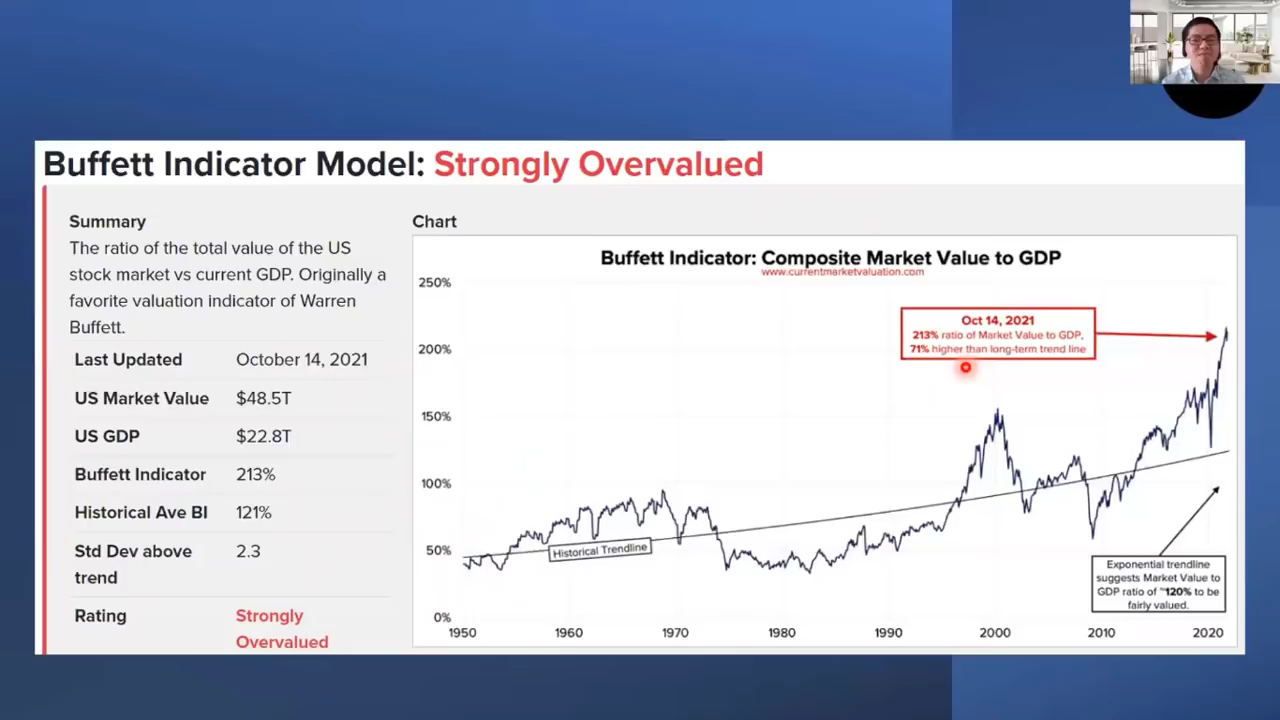 Buffett Indicator Model: Strongly Overvalued
Summary
The ratio of the total value of the US
stock market vs current GDP. Originally a
favorite valuation indicator of Warren
Buffett.
Last Updated October 14, 2021
US Market Value $48.5T
US GDP $22.8T
Buffett Indicator 213%
Historical Ave BI 121%
Std Dev above 2.3
trend
Rating Strongly
Overvalued
Chart
Buffett Indicator: Composite Market Value to GDP
www.currentmarketvaluation.com
250%
200%
150%
100%
50%
0%
Oct 14, 2021
213% ratio of Market Value to GDP,
71% higher than long-term trend line
Historical Trendline
Exponential trendline
suggests Market Value to
GDP ratio of ~120% to be
fairly valued.
1950 1960 1970 1980 1990 2000 2010 2020